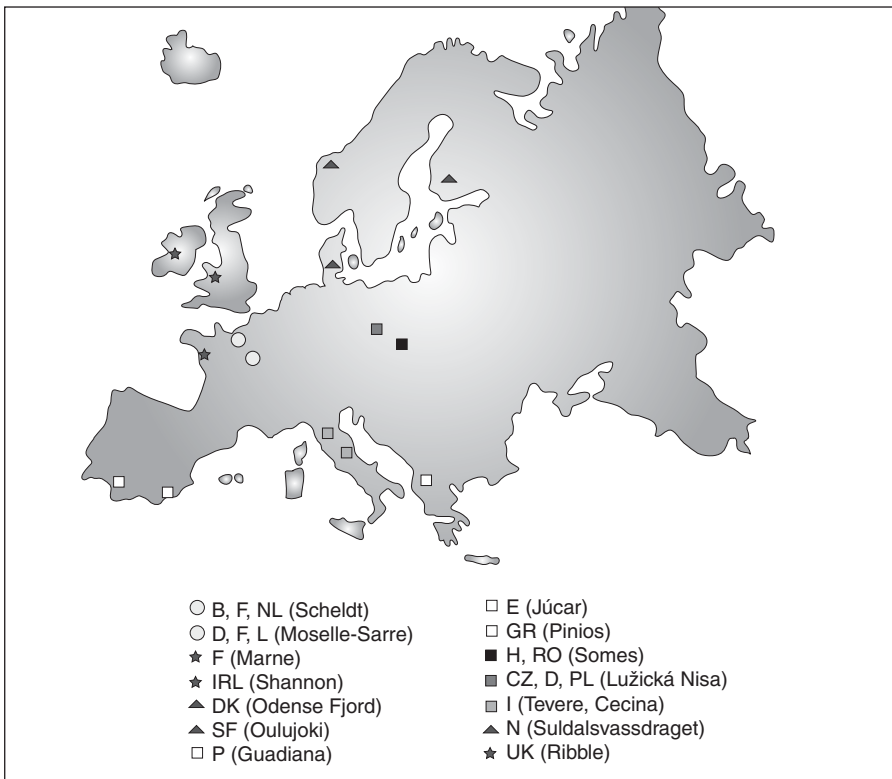 B, F, NL (Scheldt)
D, F, L (Moselle-Sarre)
F (Marne)
IRL (Shannon)
DK (Odense Fjord)
SF (Oulujoki)
P (Guadiana)
E (Júcar)
GR (Pinios)
H, RO (Somes)
CZ, D, PL (Lužická Nisa)
I (Tevere, Cecina)
N (Suldalsvassdraget)
UK (Ribble)